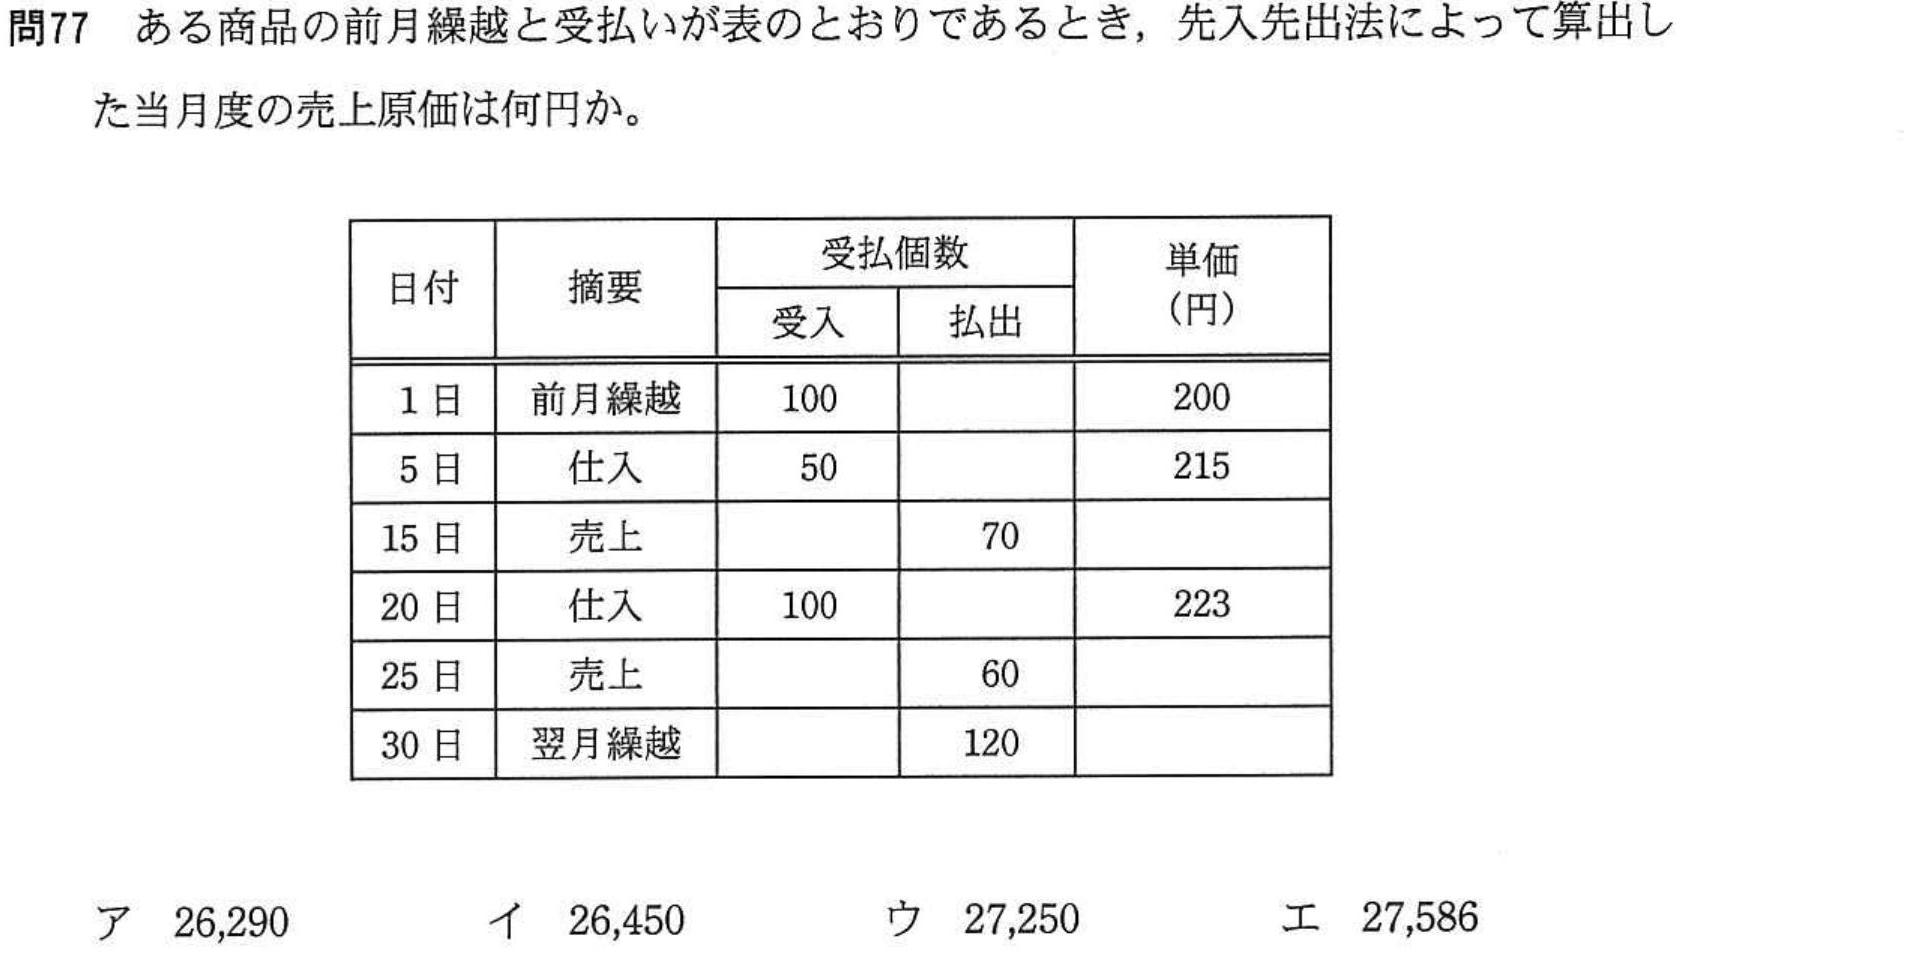 問77 ある商品の前月繰越と受払いが表のとおりであるとき，先入先出法によって算出し
た当月度の売上原価は何円か。
日付 摘要 受払個数 単価（円）
受入 払出
1日 前月繰越 100 200
5日 仕入 50 215
15日 売上 70
20日 仕入 100 223
25日 売上 60
30日 翌月繰越 120
ア 26,290 イ 26,450 ウ 27,250 エ 27,586